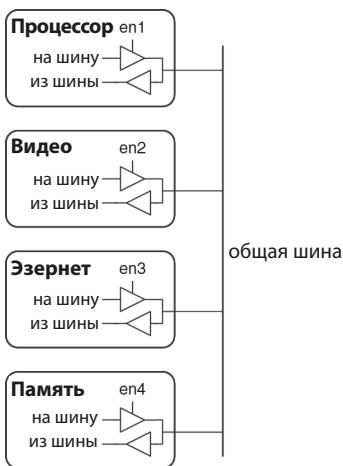 Процессор en1
на шину
из шины
Видео en2
на шину
из шины
общая шина
Эзернет en3
на шину
из шины
Память en4
на шину
из шины